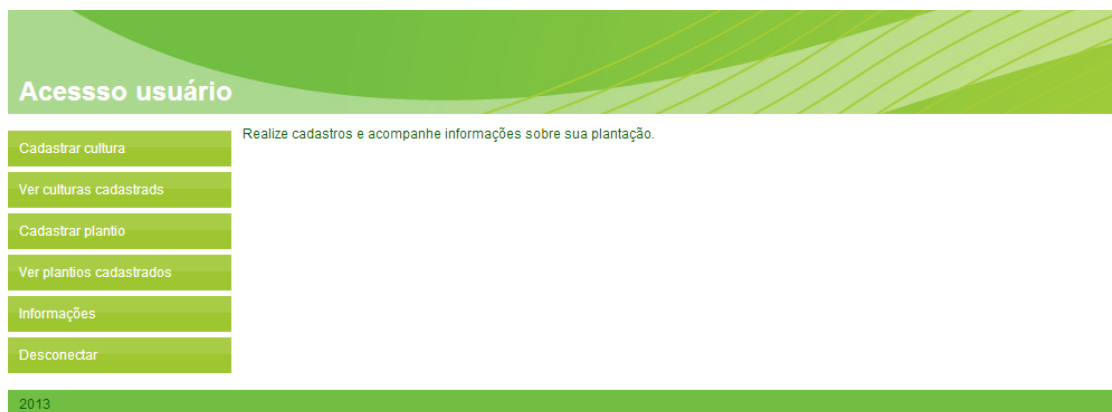 Acessso usuário
Realize cadastros e acompanhe informações sobre sua plantação.
Cadastrar cultura
Ver culturas cadastrads
Cadastrar plantio
Ver plantios cadastrados
Informações
Desconectar
2013